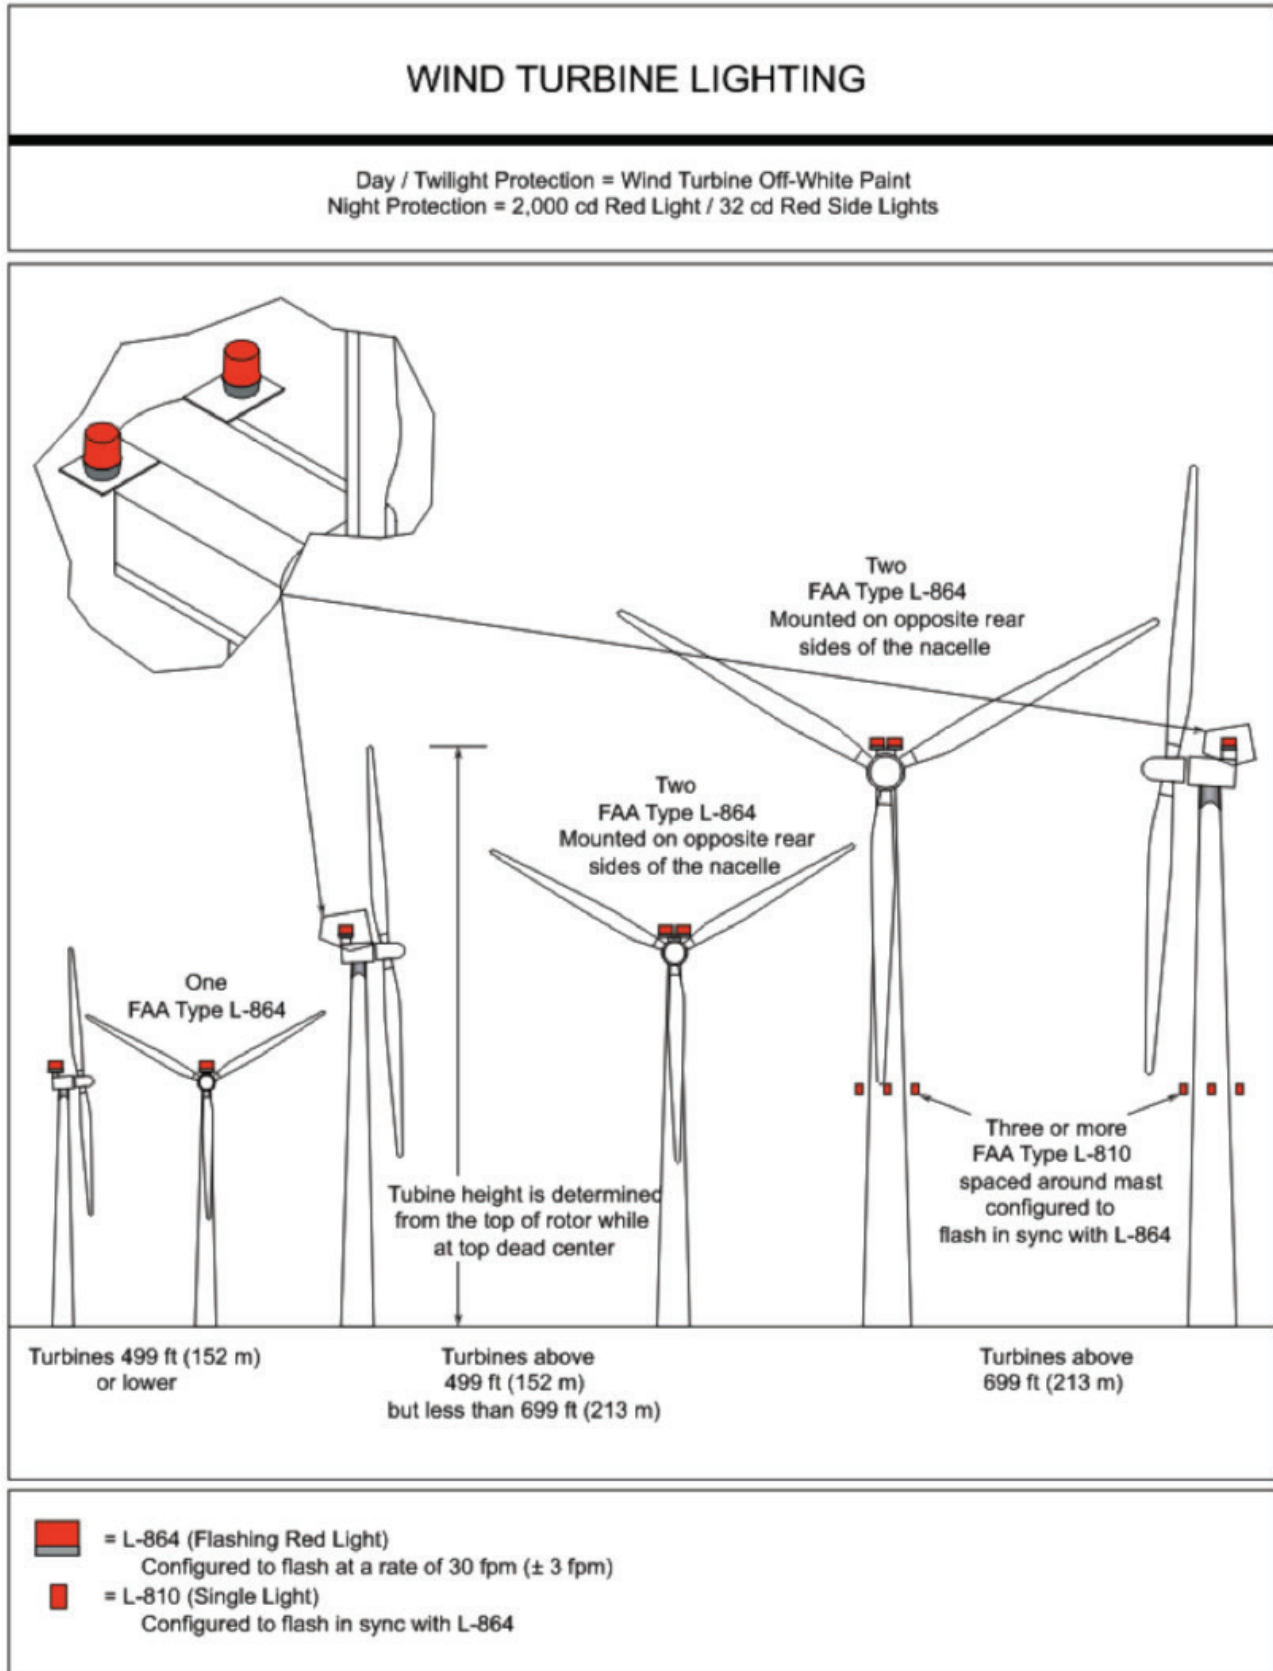 WIND TURBINE LIGHTING
Day / Twilight Protection = Wind Turbine Off-White Paint
Night Protection = 2,000 cd Red Light / 32 cd Red Side Lights
Two
FAA Type L-864
Mounted on opposite rear
sides of the nacelle
Two
FAA Type L-864
Mounted on opposite rear
sides of the nacelle
One
FAA Type L-864
Three or more
FAA Type L-810
spaced around mast
configured to
flash in sync with L-864
Tubine height is determined
from the top of rotor while
at top dead center
Turbines 499 ft (152 m)
or lower
Turbines above
499 ft (152 m)
but less than 699 ft (213 m)
Turbines above
699 ft (213 m)
= L-864 (Flashing Red Light)
Configured to flash at a rate of 30 fpm (± 3 fpm)
= L-810 (Single Light)
Configured to flash in sync with L-864